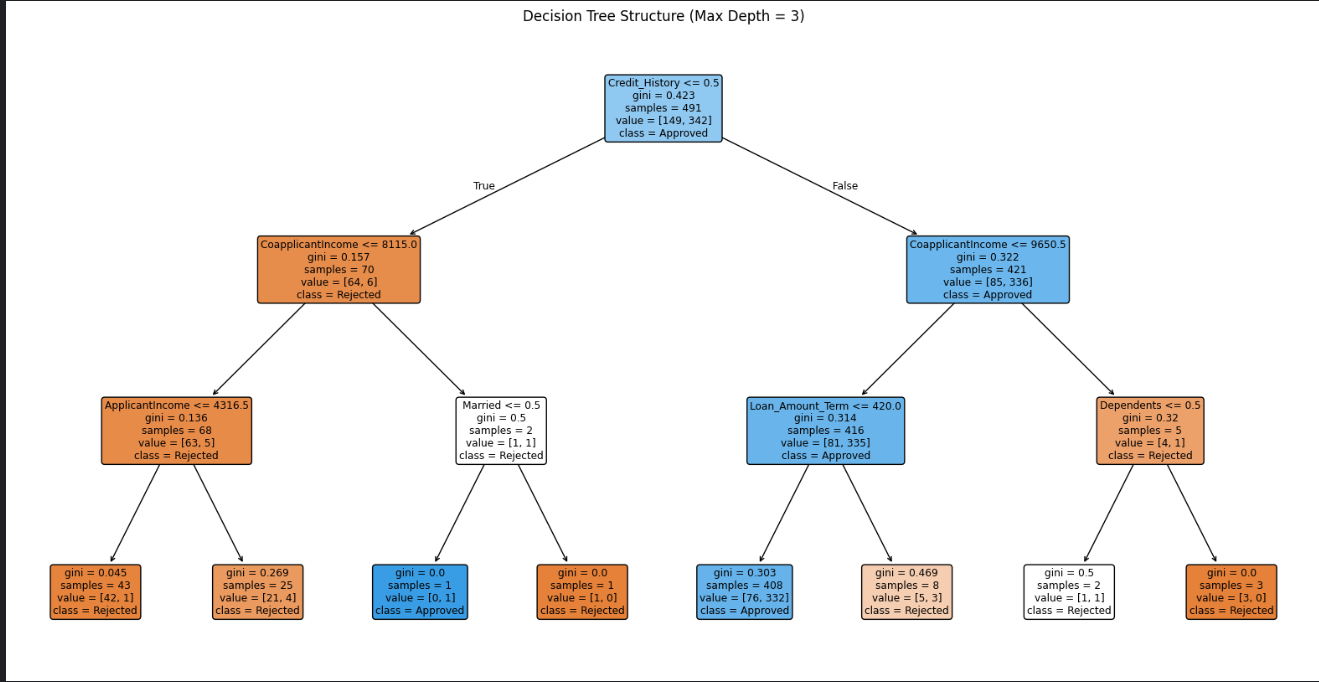 Decision Tree Structure (Max Depth = 3)
Credit_History <= 0.5
gini = 0.423
samples = 491
value = [149, 342]
class = Approved
True
False
CoapplicantIncome <= 8115.0
gini = 0.157
samples = 70
value = [64, 6]
class = Rejected
CoapplicantIncome <= 9650.5
gini = 0.322
samples = 421
value = [85, 336]
class = Approved
ApplicantIncome <= 4316.5
gini = 0.136
samples = 68
value = [63, 5]
class = Rejected
Married <= 0.5
gini = 0.5
samples = 2
value = [1, 1]
class = Rejected
Loan_Amount_Term <= 420.0
gini = 0.314
samples = 416
value = [81, 335]
class = Approved
Dependents <= 0.5
gini = 0.32
samples = 5
value = [4, 1]
class = Rejected
gini = 0.045
samples = 43
value = [42, 1]
class = Rejected
gini = 0.269
samples = 25
value = [21, 4]
class = Rejected
gini = 0.0
samples = 1
value = [0, 1]
class = Approved
gini = 0.0
samples = 1
value = [1, 0]
class = Rejected
gini = 0.303
samples = 408
value = [76, 332]
class = Approved
gini = 0.469
samples = 8
value = [5, 3]
class = Rejected
gini = 0.5
samples = 2
value = [1, 1]
class = Rejected
gini = 0.0
samples = 3
value = [3, 0]
class = Rejected